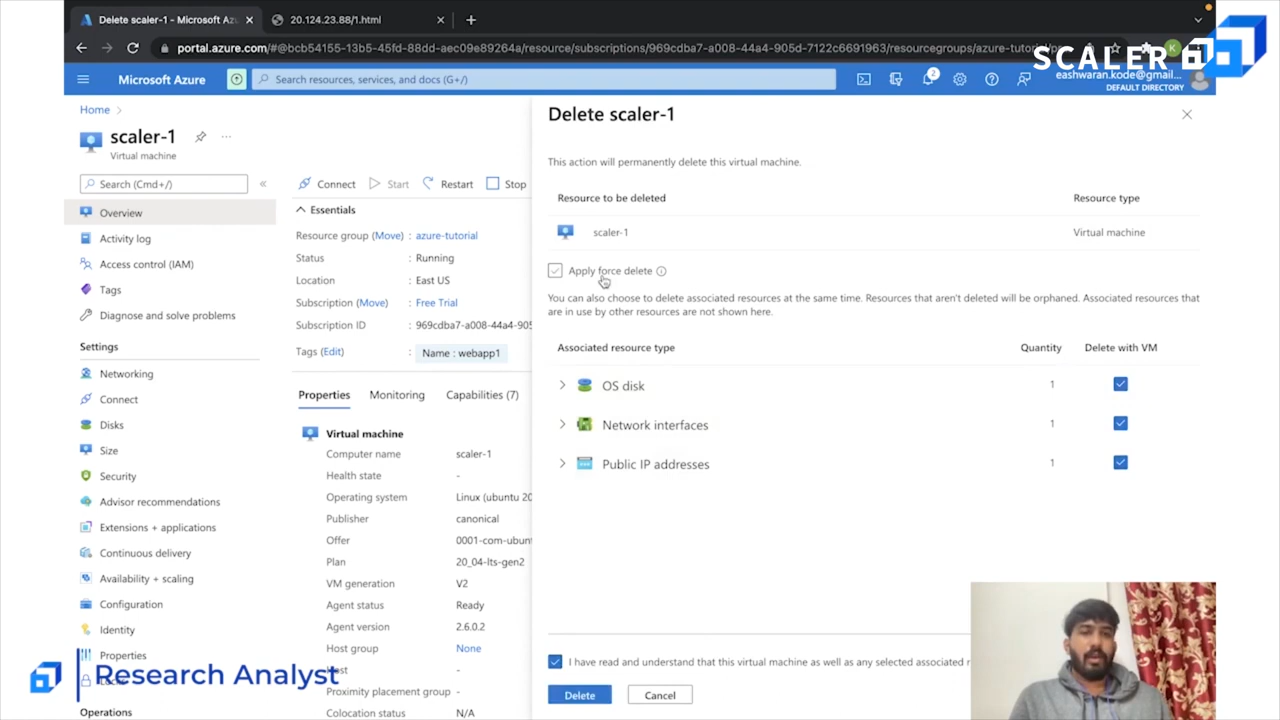 Delete scaler-1 - Microsoft Az
20.124.23.88/1.html
portal.azure.com/#@bcb54155-13b5-45fd-88dd-aec09e89264a/resource/subscriptions/969cdba7-a008-44a4-905d-7122c6691963/resourcegroups/azure-tutorial
SCALER
Microsoft Azure
Search resources, services, and docs (G+/)
2
K
eashwaran.kode@gmail...
DEFAULT DIRECTORY
Home
scaler-1
Virtual machine
Search (Cmd+/)
Overview
Activity log
Access control (IAM)
Tags
Diagnose and solve problems
Settings
Networking
Connect
Disks
Size
Security
Advisor recommendations
Extensions + applications
Continuous delivery
Availability + scaling
Configuration
Identity
Properties
Operations
Connect
Start
Restart
Stop
Essentials
Resource group (Move) : azure-tutorial
Status : Running
Location : East US
Subscription (Move) : Free Trial
Subscription ID : 969cdba7-a008-44a4-905
Tags (Edit) : Name : webapp1
Properties Monitoring Capabilities (7)
Virtual machine
Computer name scaler-1
Health state -
Operating system Linux (ubuntu 20
Publisher canonical
Offer 0001-com-ubun
Plan 20_04-lts-gen2
VM generation V2
Agent status Ready
Agent version 2.6.0.2
Host group None
Host -
Proximity placement group -
Colocation status N/A
Delete scaler-1
This action will permanently delete this virtual machine.
Resource to be deleted Resource type
scaler-1 Virtual machine
Apply force delete
You can also choose to delete associated resources at the same time. Resources that aren't deleted will be orphaned. Associated resources that
are in use by other resources are not shown here.
Associated resource type Quantity Delete with VM
OS disk 1
Network interfaces 1
Public IP addresses 1
I have read and understand that this virtual machine as well as any selected associated r
Delete Cancel
Research Analyst